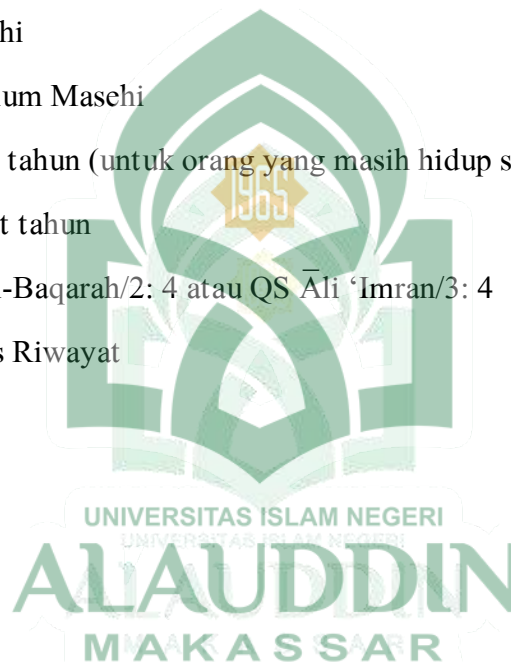 hi
um Masehi
tahun (untuk orang yang masih hidup s
t tahun
-Baqarah/2: 4 atau QS Āli ‘Imran/3: 4
s Riwayat
1965
UNIVERSITAS ISLAM NEGERI
ALAUDDIN
MAKASSAR